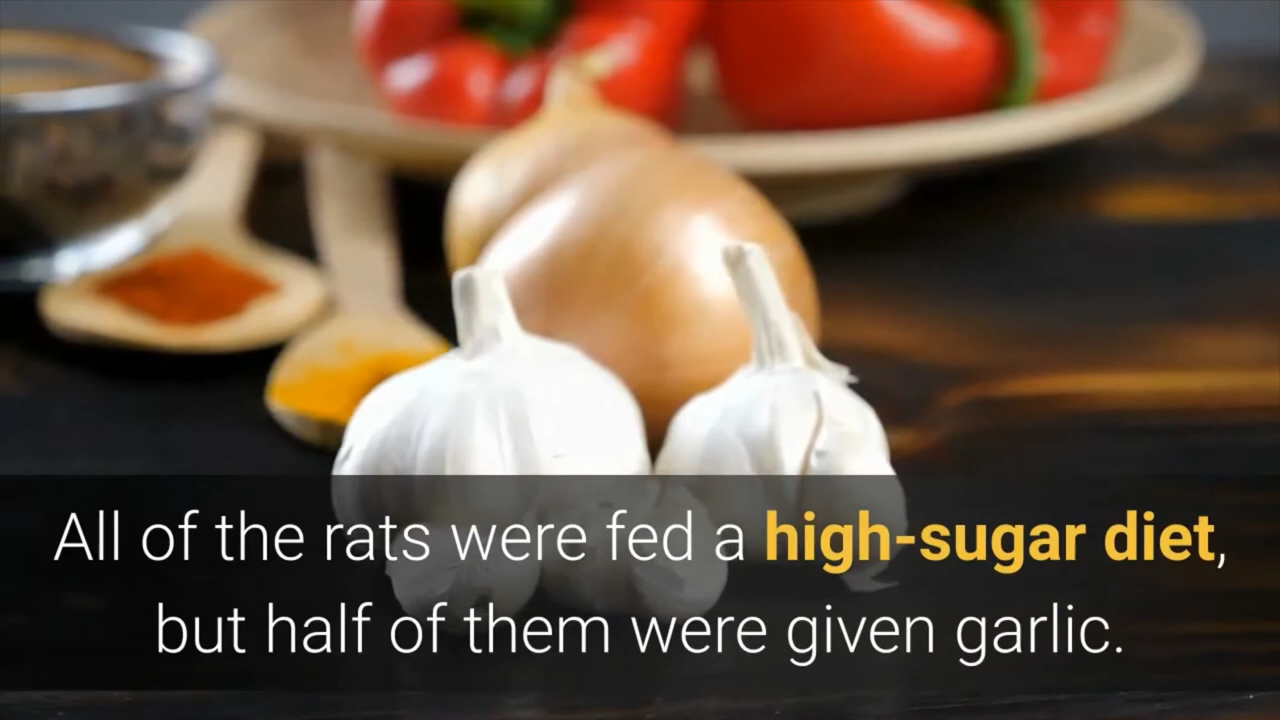 All of the rats were fed a high-sugar diet,
but half of them were given garlic.